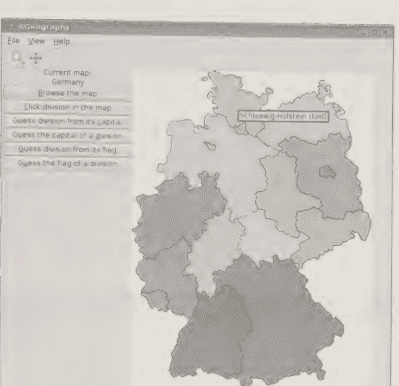 KGeography
File View Help
Current map:
Germany
Browse the map
Click division in the map
Guess division from its capital
Guess the capital of a division
Guess division from its flag
Guess the flag of a division
Schleswig-Holstein (Kiel)